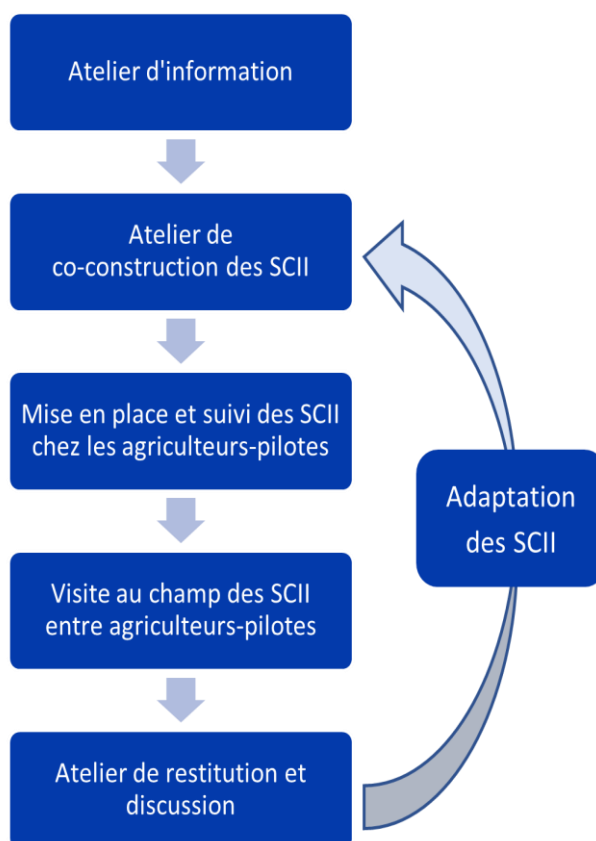 Atelier d'information
Atelier de
co-construction des SCII
Mise en place et suivi des SCII
chez les agriculteurs-pilotes
Adaptation
des SCII
Visite au champ des SCII
entre agriculteurs-pilotes
Atelier de restitution et
discussion